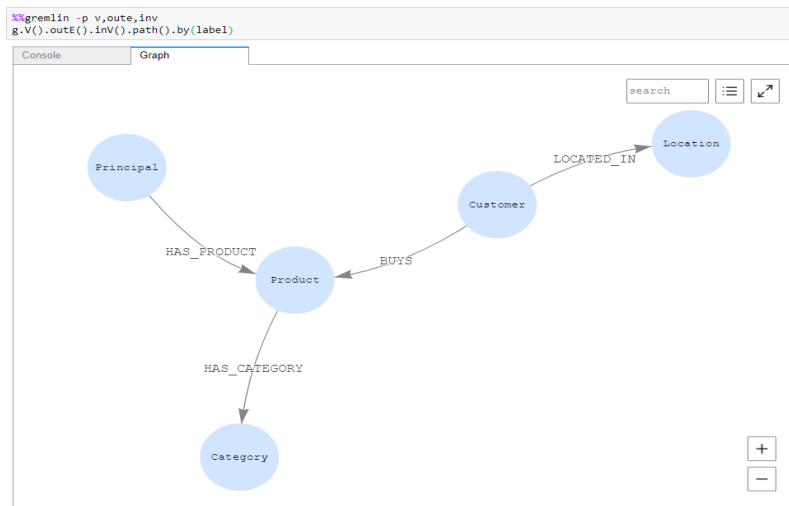 %%gremlin -p v,oute,inv
g.V().outE().inV().path().by(label)
Console
Graph
search
Principal
Location
LOCATED_IN
Customer
HAS_PRODUCT
BUYS
Product
HAS_CATEGORY
Category